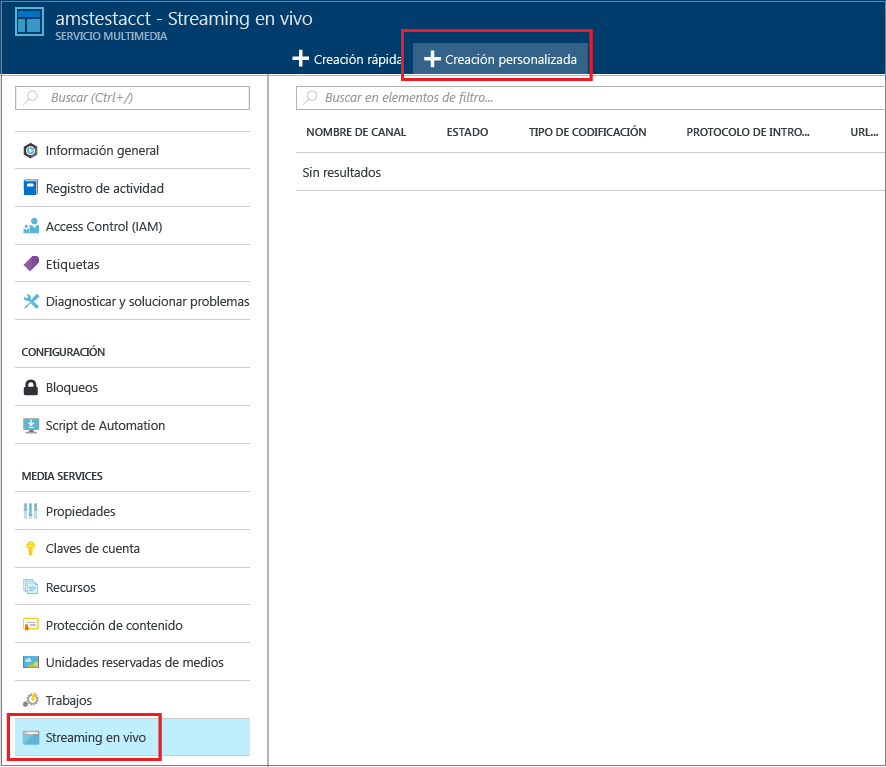 amstestacct - Streaming en vivo
SERVICIO MULTIMEDIA
Creación rápida
Creación personalizada
Buscar (Ctrl+/)
Información general
Registro de actividad
Access Control (IAM)
Etiquetas
Diagnosticar y solucionar problemas
CONFIGURACIÓN
Bloqueos
Script de Automation
MEDIA SERVICES
Propiedades
Claves de cuenta
Recursos
Protección de contenido
Unidades reservadas de medios
Trabajos
Streaming en vivo
Buscar en elementos de filtro...
NOMBRE DE CANAL ESTADO TIPO DE CODIFICACIÓN PROTOCOLO DE INTRO... URL...
Sin resultados